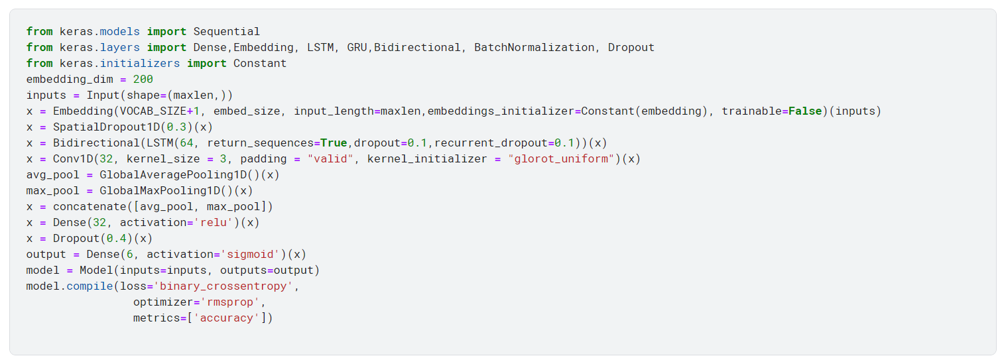 from keras.models import Sequential
from keras.layers import Dense,Embedding, LSTM, GRU,Bidirectional, BatchNormalization, Dropout
from keras.initializers import Constant
embedding_dim = 200
inputs = Input(shape=(maxlen,))
x = Embedding(VOCAB_SIZE+1, embed_size, input_length=maxlen,embeddings_initializer=Constant(embedding), trainable=False)(inputs)
x = SpatialDropout1D(0.3)(x)
x = Bidirectional(LSTM(64, return_sequences=True,dropout=0.1,recurrent_dropout=0.1))(x)
x = Conv1D(32, kernel_size = 3, padding = "valid", kernel_initializer = "glorot_uniform")(x)
avg_pool = GlobalAveragePooling1D()(x)
max_pool = GlobalMaxPooling1D()(x)
x = concatenate([avg_pool, max_pool])
x = Dense(32, activation='relu')(x)
x = Dropout(0.4)(x)
output = Dense(6, activation='sigmoid')(x)
model = Model(inputs=inputs, outputs=output)
model.compile(loss='binary_crossentropy',
                optimizer='rmsprop',
                metrics=['accuracy'])